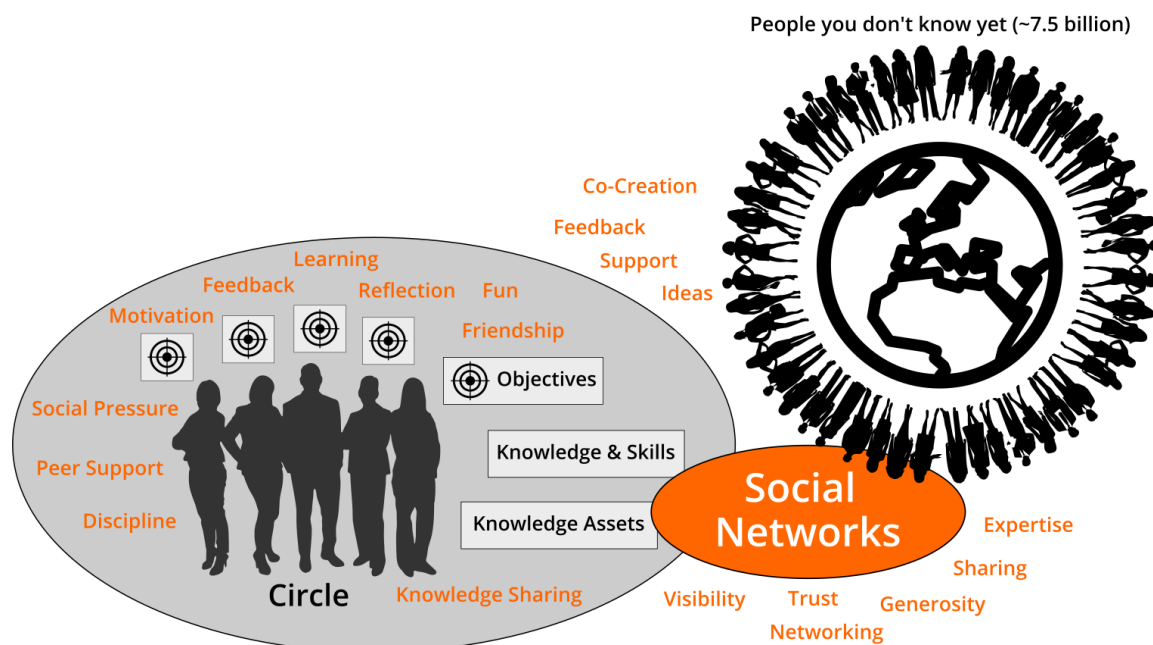 People you don't know yet (~7.5 billion)
Co-Creation
Feedback
Support
Ideas
Learning
Feedback
Reflection
Fun
Motivation
Friendship
Objectives
Social Pressure
Knowledge & Skills
Peer Support
Knowledge Assets
Discipline
Circle
Knowledge Sharing
Social
Networks
Expertise
Sharing
Visibility
Trust
Generosity
Networking